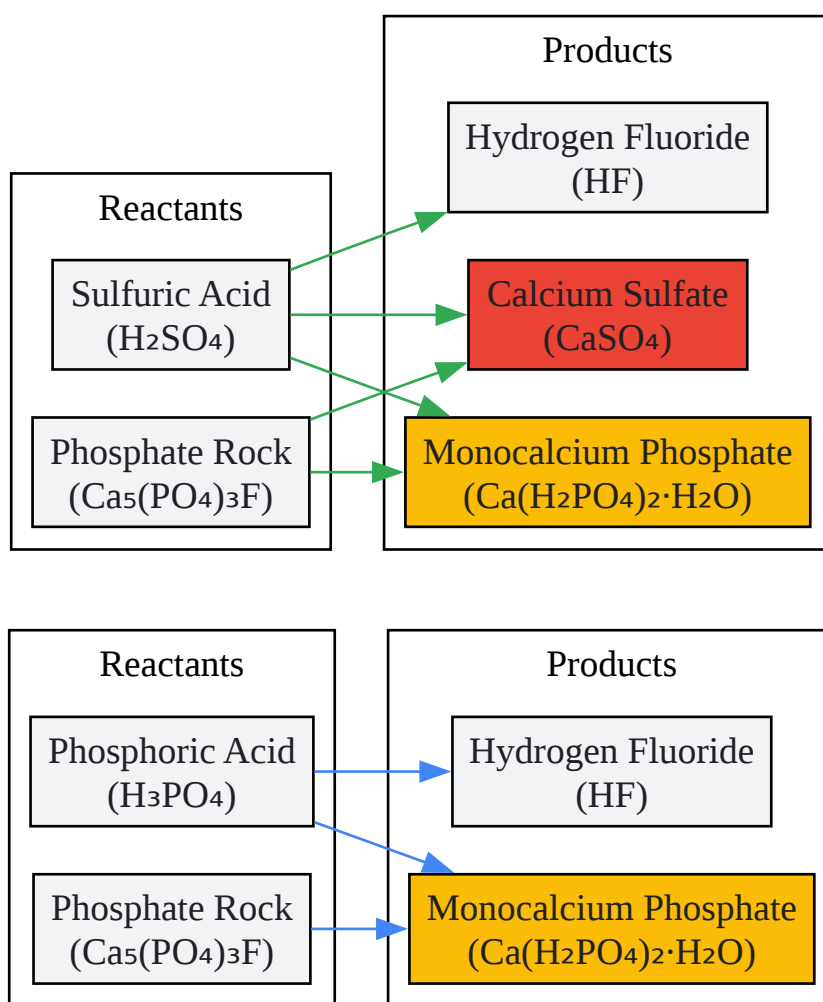 Reactants
Sulfuric Acid
(H₂SO₄)
Phosphate Rock
(Ca₅(PO₄)₃F)
Products
Hydrogen Fluoride
(HF)
Calcium Sulfate
(CaSO₄)
Monocalcium Phosphate
(Ca(H₂PO₄)₂·H₂O)
Reactants
Phosphoric Acid
(H₃PO₄)
Phosphate Rock
(Ca₅(PO₄)₃F)
Products
Hydrogen Fluoride
(HF)
Monocalcium Phosphate
(Ca(H₂PO₄)₂·H₂O)